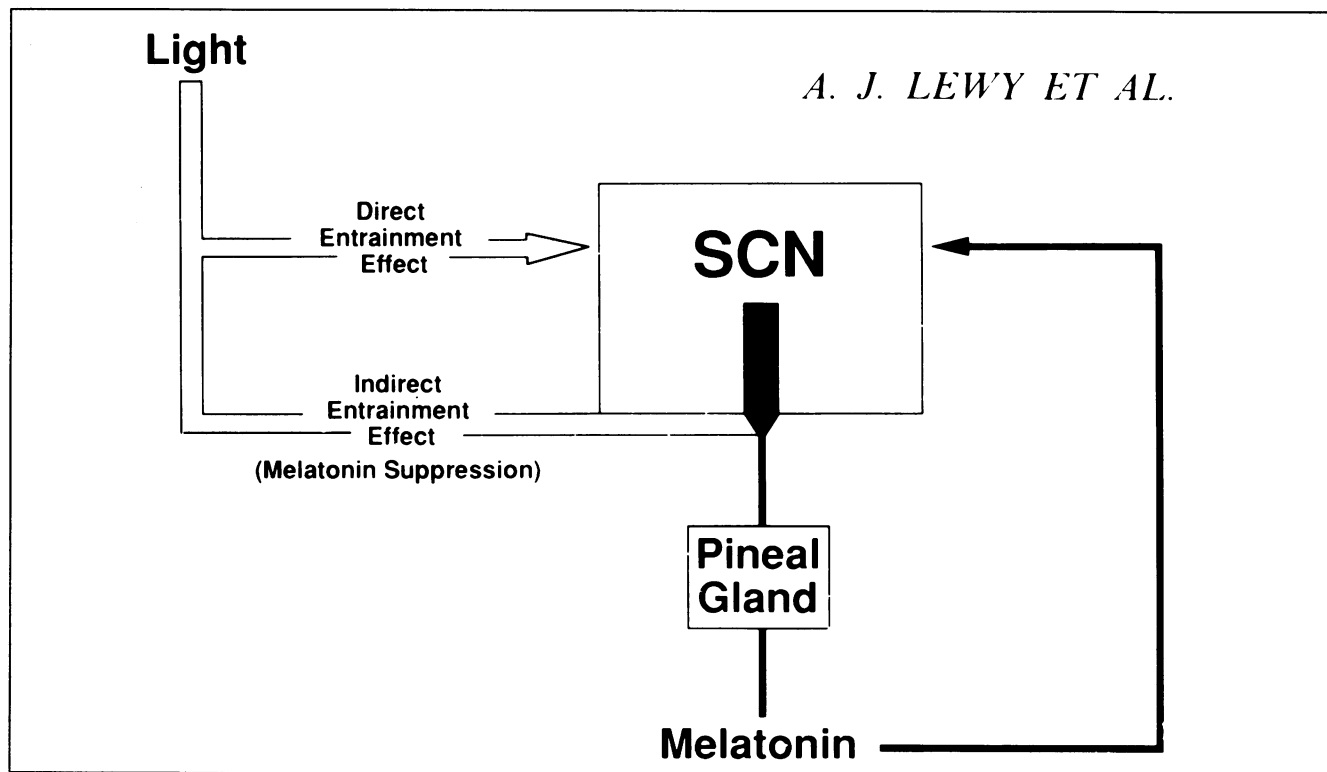 Light
A. J. LEWY ET AL.
Direct
Entrainment
Effect
SCN
Indirect
Entrainment
Effect
(Melatonin Suppression)
Pineal
Gland
Melatonin